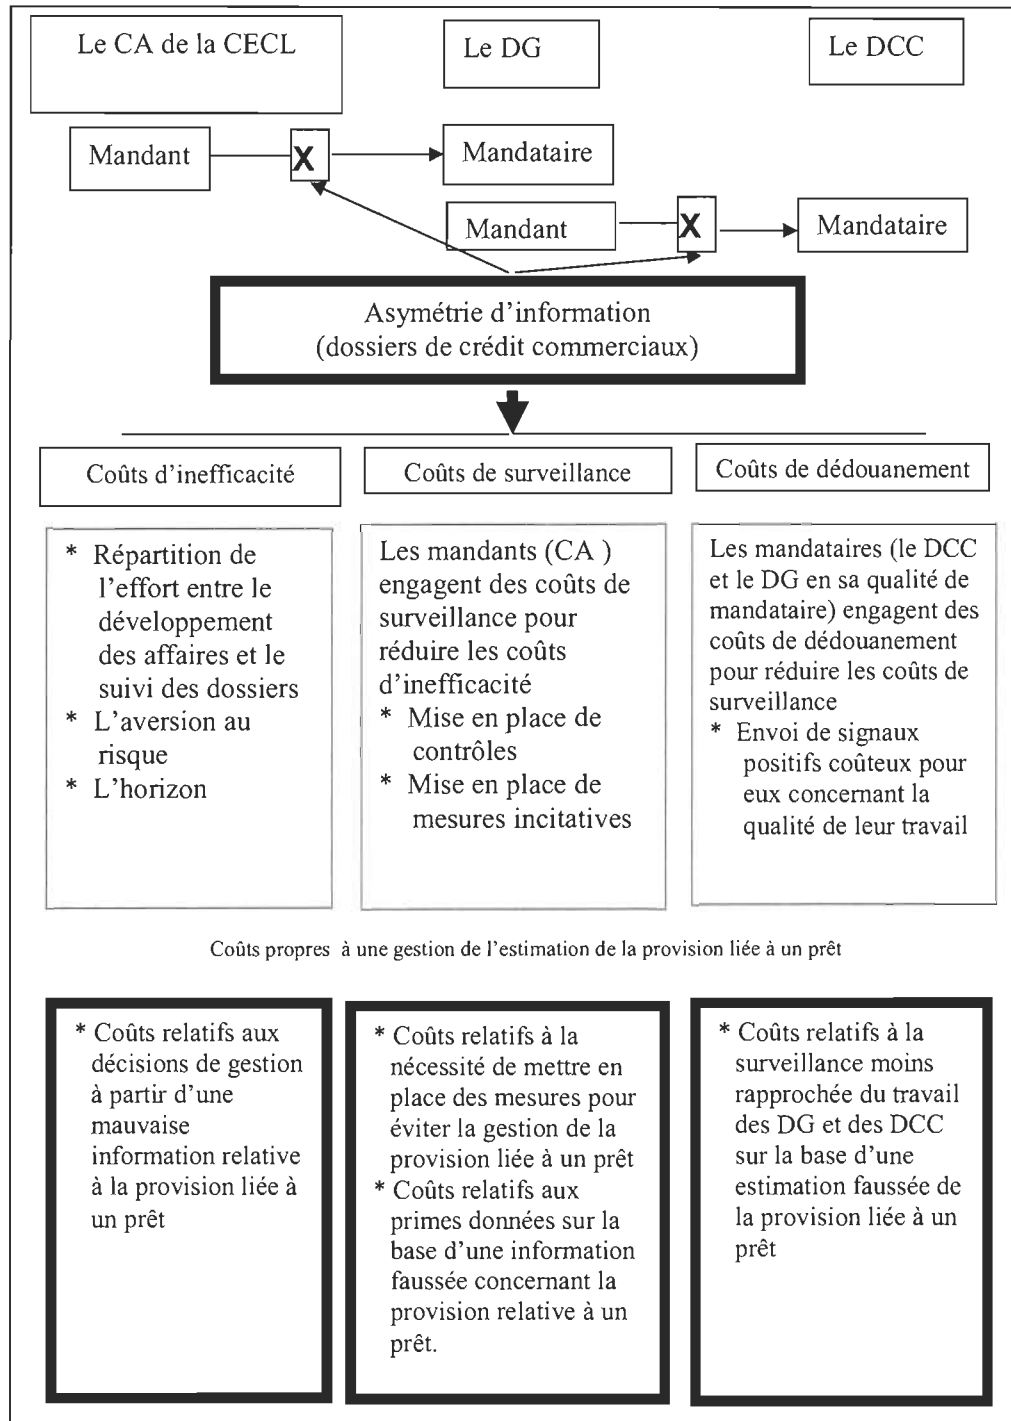 Le CA de la CECL
Le DG
Le DCC
Mandant
X
Mandataire
Mandant
X
Mandataire
Asymétrie d'information
(dossiers de crédit commerciaux)
Coûts d'inefficacité
Coûts de surveillance
Coûts de dédouanement
* Répartition de
l'effort entre le
développement
des affaires et le
suivi des dossiers
* L'aversion au
risque
* L'horizon
Les mandants (CA )
engagent des coûts de
surveillance pour
réduire les coûts
d'inefficacité
* Mise en place de
contrôles
* Mise en place de
mesures incitatives
Les mandataires (le DCC
et le DG en sa qualité de
mandataire) engagent des
coûts de dédouanement
pour réduire les coûts de
surveillance
* Envoi de signaux
positifs coûteux pour
eux concernant la
qualité de leur travail
Coûts propres à une gestion de l'estimation de la provision liée à un prêt
* Coûts relatifs aux
décisions de gestion
à partir d'une
mauvaise
information relative
à la provision liée à
un prêt
* Coûts relatifs à la
nécessité de mettre en
place des mesures pour
éviter la gestion de la
provision liée à un prêt
* Coûts relatifs aux
primes données sur la
base d'une information
faussée concernant la
provision relative à un
prêt.
* Coûts relatifs à la
surveillance moins
rapprochée du travail
des DG et des DCC
sur la base d'une
estimation faussée de
la provision liée à un
prêt